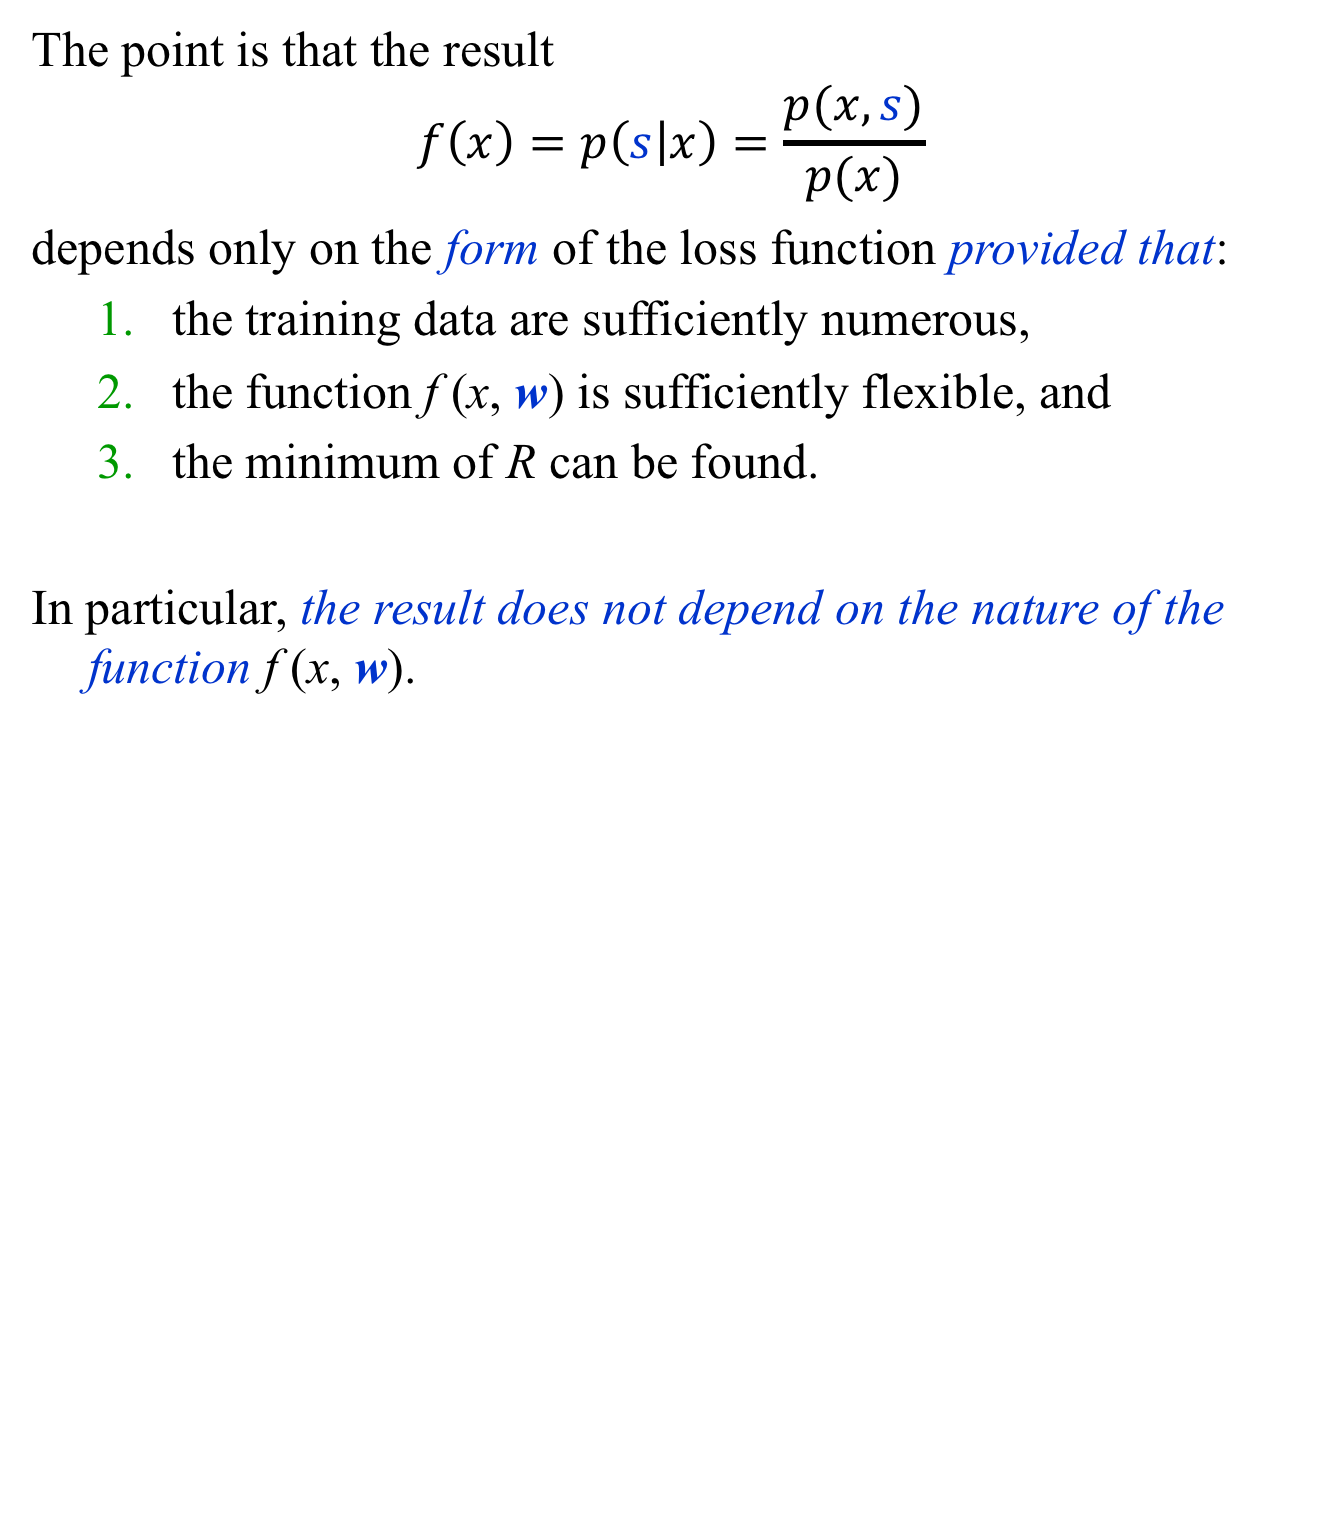 The point is that the result
f(x) = p(s|x) = p(x, s) / p(x)
depends only on the form of the loss function provided that:
1. the training data are sufficiently numerous,
2. the function f (x, w) is sufficiently flexible, and
3. the minimum of R can be found.
In particular, the result does not depend on the nature of the
function f (x, w).